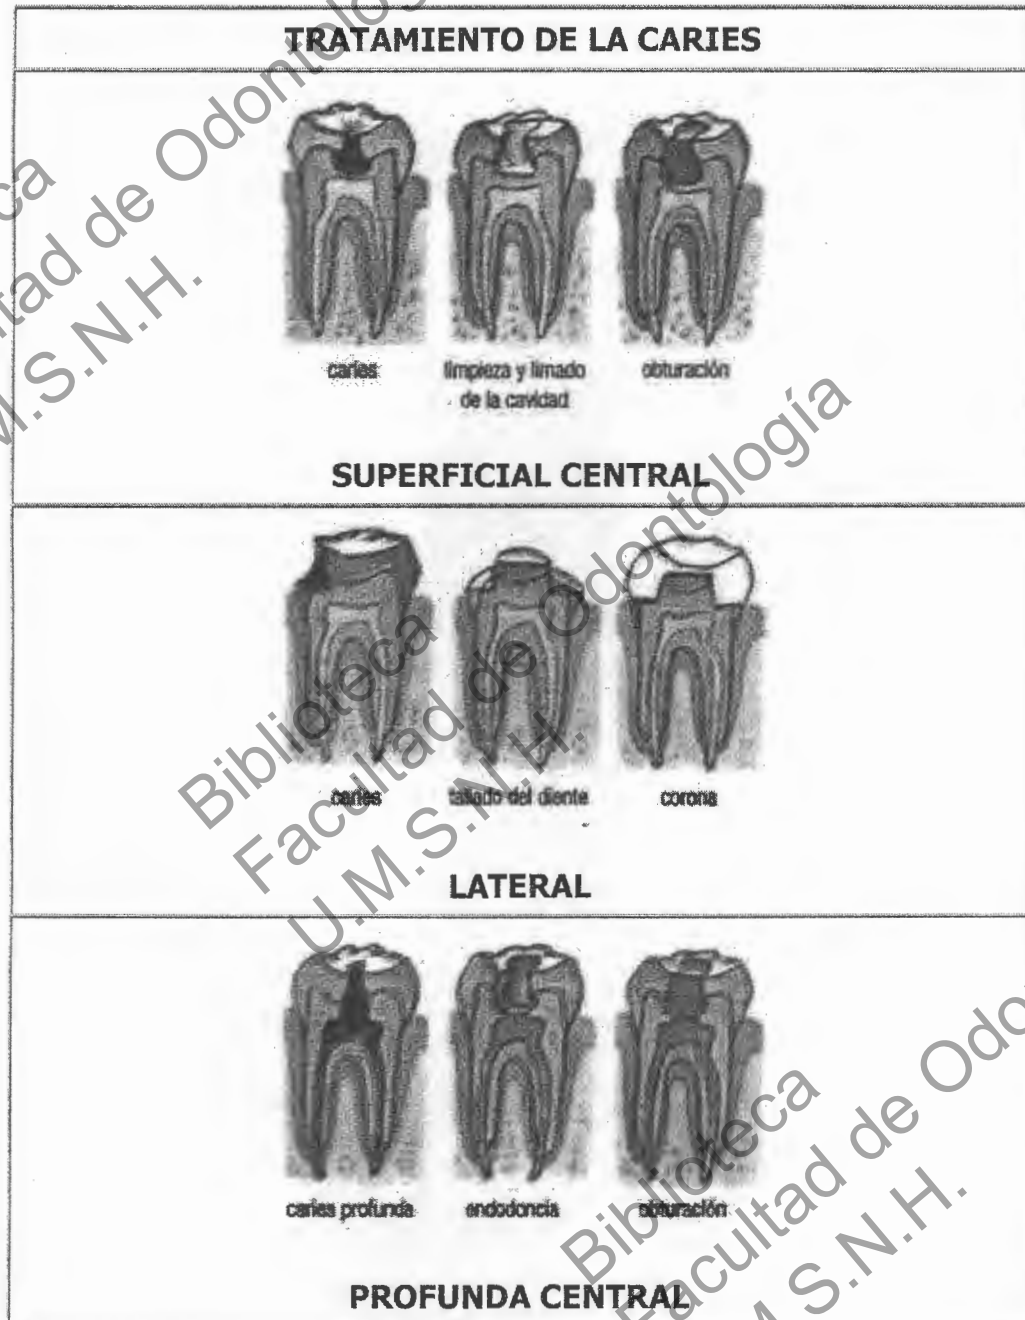 TRATAMIENTO DE LA CARIES
caries limpieza y limado obturación
de la cavidad
SUPERFICIAL CENTRAL
caries tallado del diente corona
LATERAL
caries profunda endodoncia obturación
PROFUNDA CENTRAL
Biblioteca
Facultad de Odontología
U.M.S.N.H.